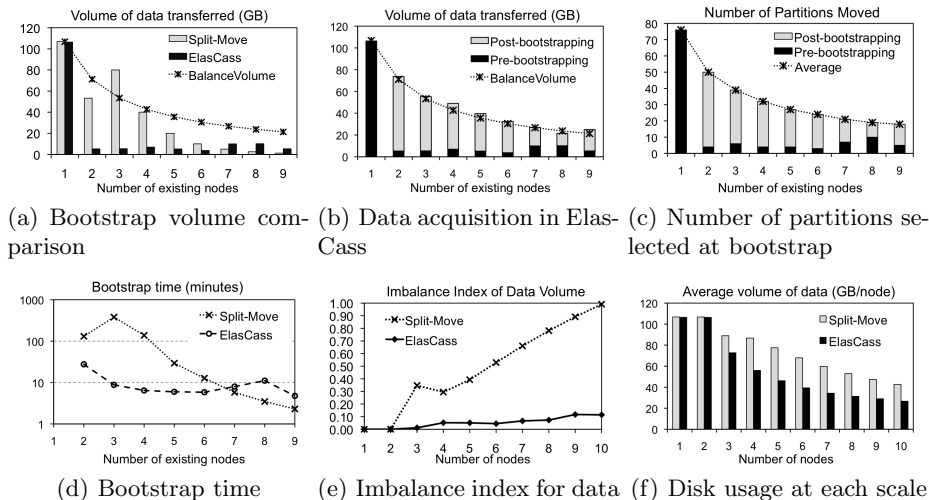 Volume of data transferred (GB)
120
100
80
60
40
20
0
Split-Move
ElasCass
BalanceVolume
1 2 3 4 5 6 7 8 9
Number of existing nodes
(a) Bootstrap volume com-
parison
Volume of data transferred (GB)
120
100
80
60
40
20
0
Post-bootstrapping
Pre-bootstrapping
BalanceVolume
1 2 3 4 5 6 7 8 9
Number of existing nodes
(b) Data acquisition in Elas-
Cass
Number of Partitions Moved
80
70
60
50
40
30
20
10
0
Post-bootstrapping
Pre-bootstrapping
Average
1 2 3 4 5 6 7 8 9
Number of existing nodes
(c) Number of partitions se-
lected at bootstrap
Bootstrap time (minutes)
1000
100
10
1
Split-Move
ElasCass
1 2 3 4 5 6 7 8 9
Number of existing nodes
(d) Bootstrap time
Imbalance Index of Data Volume
1.00
0.90
0.80
0.70
0.60
0.50
0.40
0.30
0.20
0.10
0.00
Split-Move
ElasCass
1 2 3 4 5 6 7 8 9 10
Number of nodes
(e) Imbalance index for data
Average volume of data (GB/node)
120
100
80
60
40
20
0
Split-Move
ElasCass
1 2 3 4 5 6 7 8 9 10
Number of nodes
(f) Disk usage at each scale